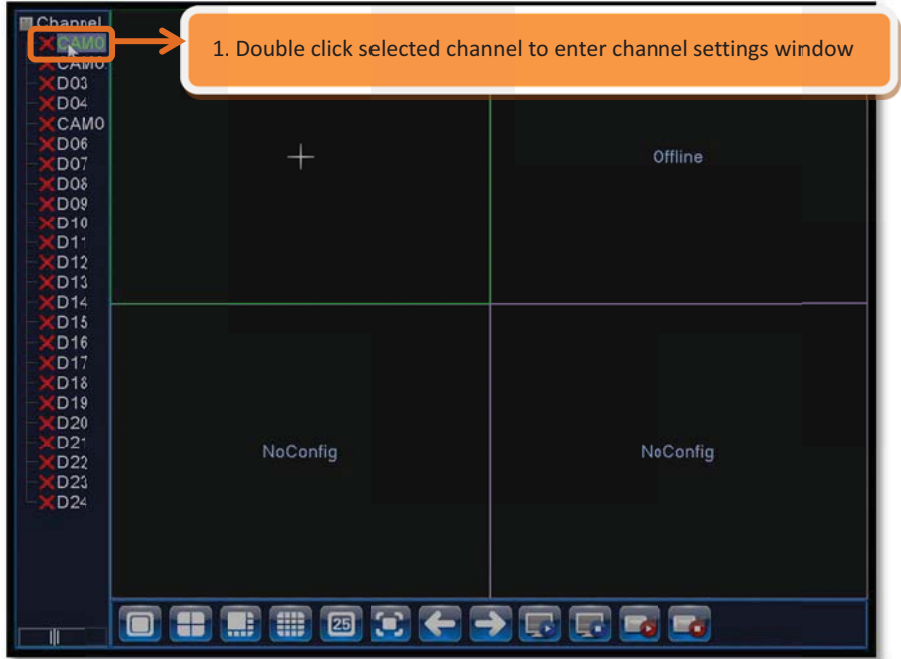 Channel
1. Double click selected channel to enter channel settings window
CAM0
CAM0
D03
D04
CAM0
D06
D07
Offline
D08
D09
D10
D11
D12
D13
D14
D15
D16
D17
D18
D19
D20
D21
NoConfig
NoConfig
D22
D23
D24
25